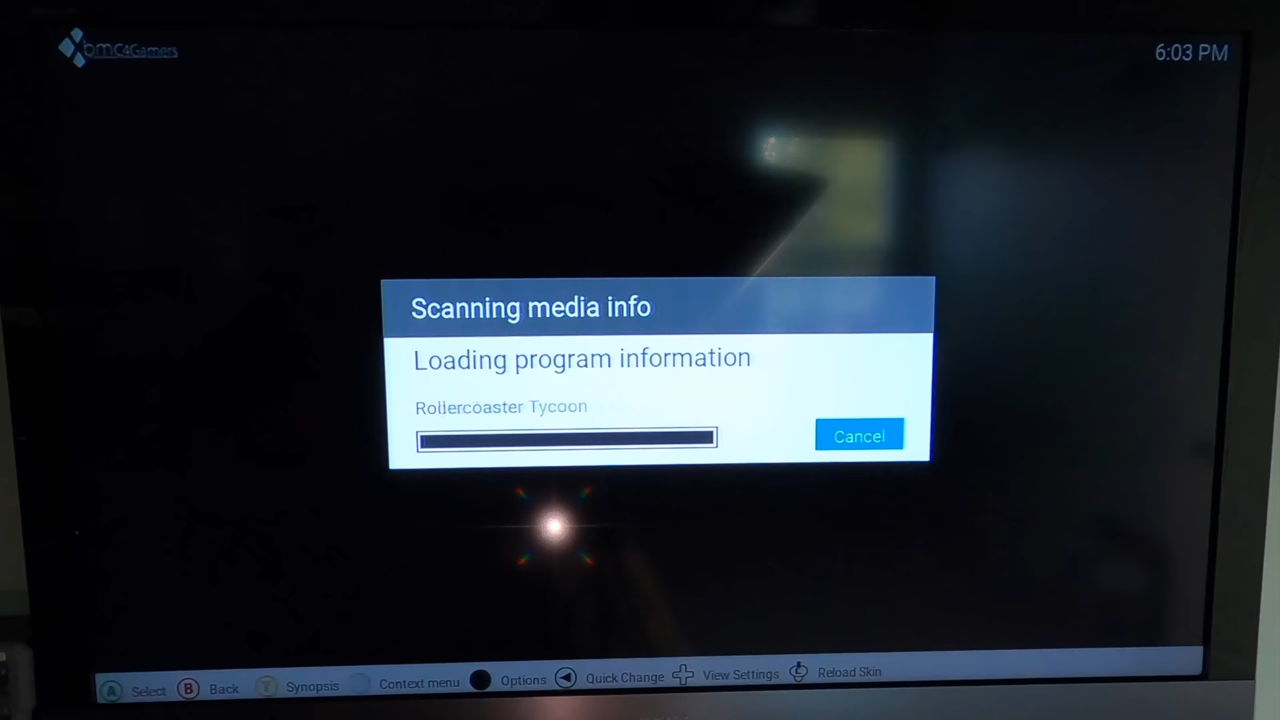 xbmc4Gamers
6:03 PM
Scanning media info
Loading program information
Rollercoaster Tycoon
Cancel
A Select B Back Y Synopsis Context menu Options Quick Change View Settings Reload Skin